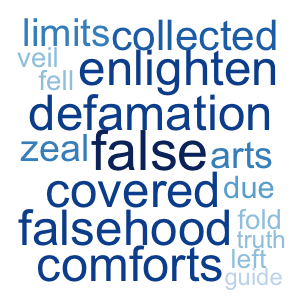 limits collected
veil enlighten
fell
defamation
zeal false arts
covered due
falsehood fold
truth
comforts left
guide